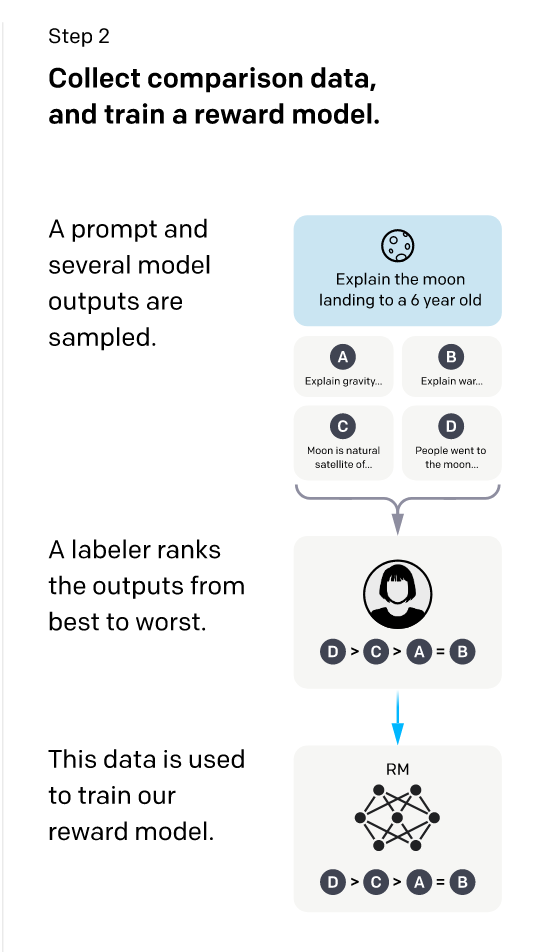 Step 2
Collect comparison data,
and train a reward model.
A prompt and
several model
outputs are
sampled.
Explain the moon
landing to a 6 year old
A
Explain gravity...
B
Explain war...
C
Moon is natural
satellite of...
D
People went to
the moon...
A labeler ranks
the outputs from
best to worst.
D > C > A = B
This data is used
to train our
reward model.
RM
D > C > A = B